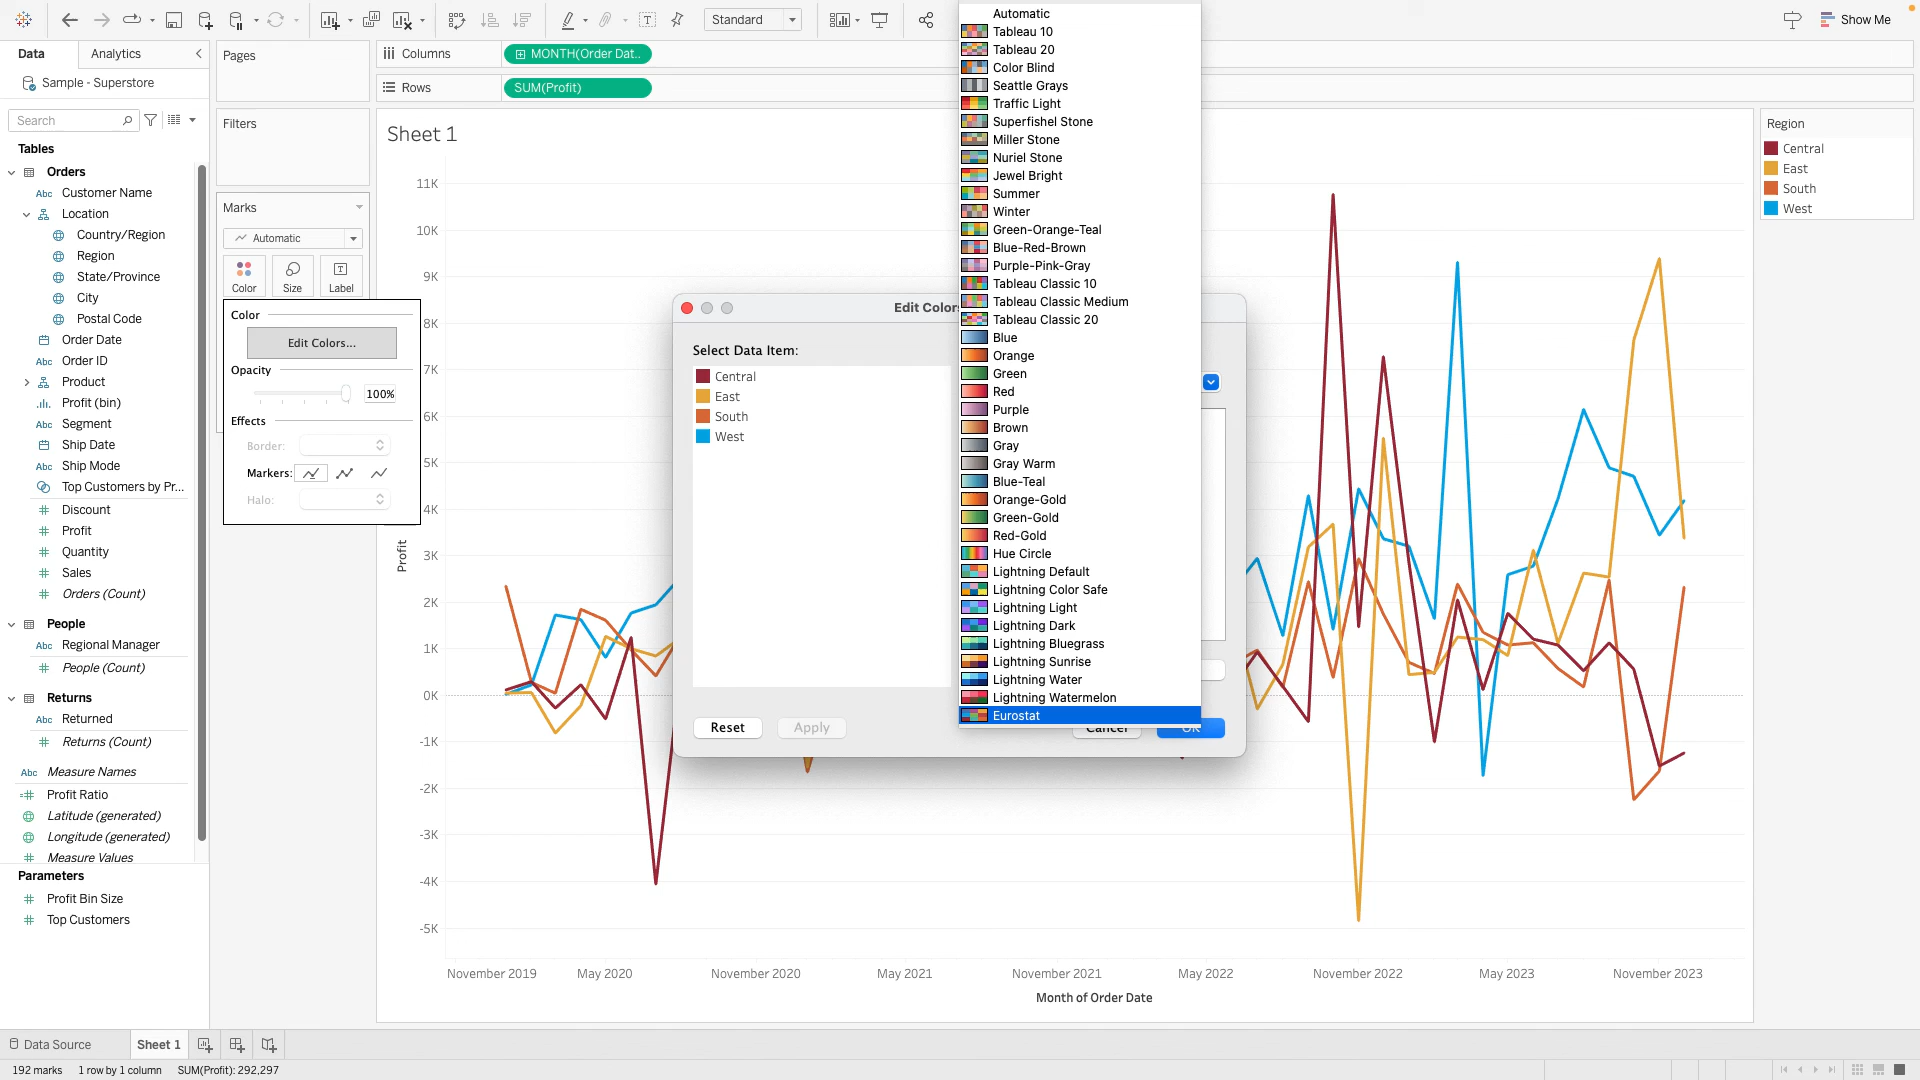 Standard
Show Me
Data
Analytics
Sample - Superstore
Search
Tables
Orders
Abc Customer Name
Location
Country/Region
Region
State/Province
City
Postal Code
Order Date
Abc Order ID
Product
Profit (bin)
Abc Segment
Ship Date
Abc Ship Mode
Top Customers by Pr...
Discount
Profit
Quantity
Sales
Orders (Count)
People
Abc Regional Manager
People (Count)
Returns
Abc Returned
Returns (Count)
Abc Measure Names
Profit Ratio
Latitude (generated)
Longitude (generated)
Measure Values
Parameters
Profit Bin Size
Top Customers
Pages
Filters
Marks
Automatic
Color
Size
Label
Color
Edit Colors...
Opacity
100%
Effects
Border:
Markers:
Halo:
Columns
MONTH(Order Dat..
Rows
SUM(Profit)
Sheet 1
11K
10K
9K
8K
7K
6K
5K
4K
3K
2K
1K
0K
-1K
-2K
-3K
-4K
-5K
Profit
November 2019
May 2020
November 2020
May 2021
November 2021
May 2022
November 2022
May 2023
November 2023
Month of Order Date
Edit Color
Select Data Item:
Central
East
South
West
Reset
Apply
Cancel
OK
Automatic
Tableau 10
Tableau 20
Color Blind
Seattle Grays
Traffic Light
Superfishel Stone
Miller Stone
Nuriel Stone
Jewel Bright
Summer
Winter
Green-Orange-Teal
Blue-Red-Brown
Purple-Pink-Gray
Tableau Classic 10
Tableau Classic Medium
Tableau Classic 20
Blue
Orange
Green
Red
Purple
Brown
Gray
Gray Warm
Blue-Teal
Orange-Gold
Green-Gold
Red-Gold
Hue Circle
Lightning Default
Lightning Color Safe
Lightning Light
Lightning Dark
Lightning Bluegrass
Lightning Sunrise
Lightning Water
Lightning Watermelon
Eurostat
Region
Central
East
South
West
Data Source
Sheet 1
192 marks
1 row by 1 column
SUM(Profit): 292,297